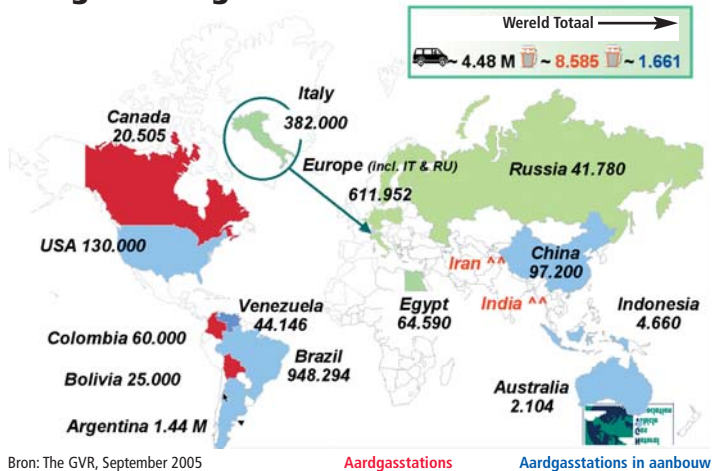 Wereld Totaal
~ 4.48 M ~ 8.585 ~ 1.661
Italy
382.000
Canada
20.505
Europe (incl. IT & RU)
611.952
Russia 41.780
USA 130.000
Iran ^^
China
97.200
India ^^
Venezuela
44.146
Egypt
64.590
Indonesia
4.660
Colombia 60.000
Brazil
948.294
Bolivia 25.000
Australia
2.104
Argentina 1.44 M
Bron: The GVR, September 2005
Aardgasstations
Aardgasstations in aanbouw